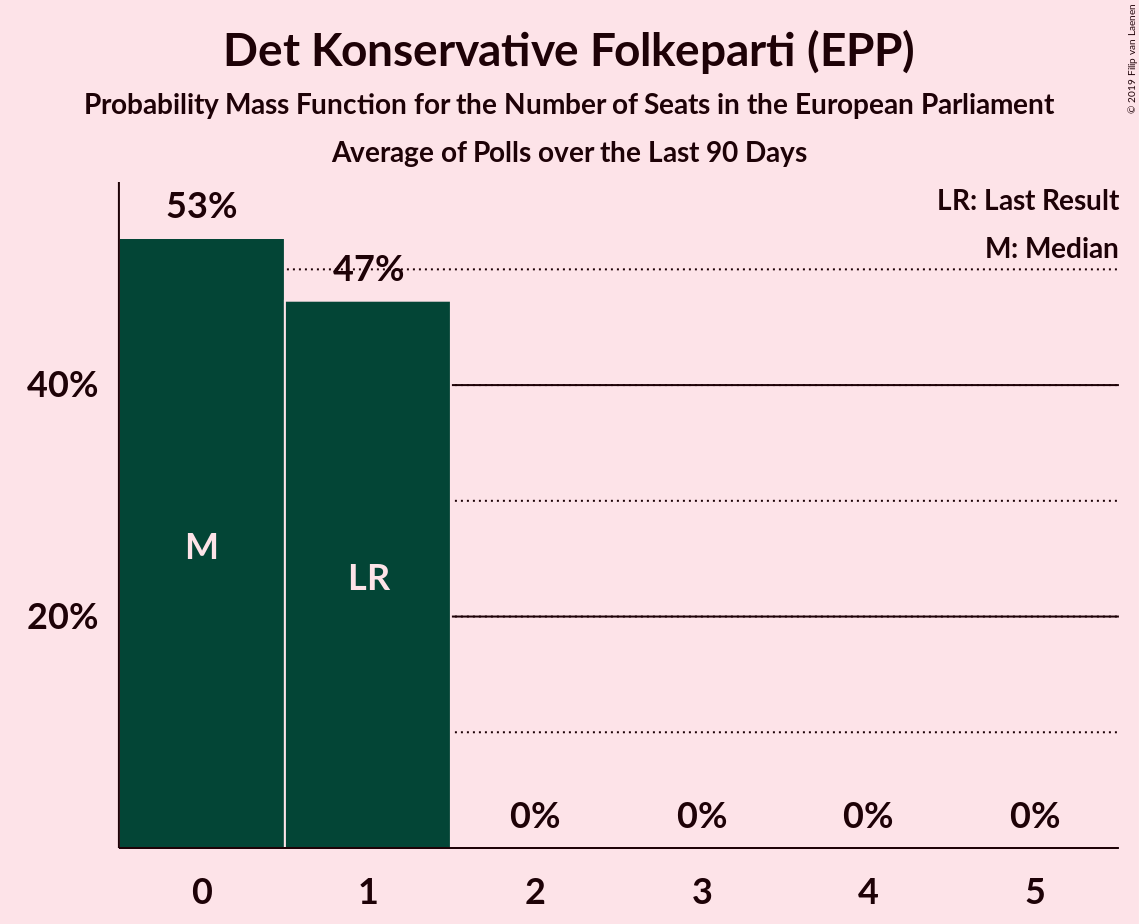 Det Konservative Folkeparti (EPP)
Probability Mass Function for the Number of Seats in the European Parliament
Average of Polls over the Last 90 Days
© 2019 Filip van Laenen
LR: Last Result
M: Median
53%
47%
40%
20%
M
LR
0% 0% 0% 0%
0 1 2 3 4 5